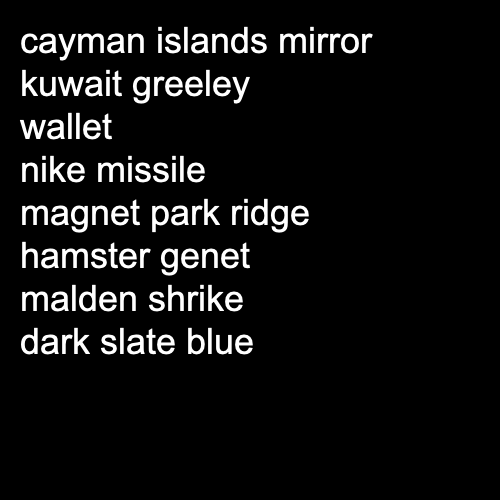 cayman islands mirror
kuwait greeley
wallet
nike missile
magnet park ridge
hamster genet
malden shrike
dark slate blue